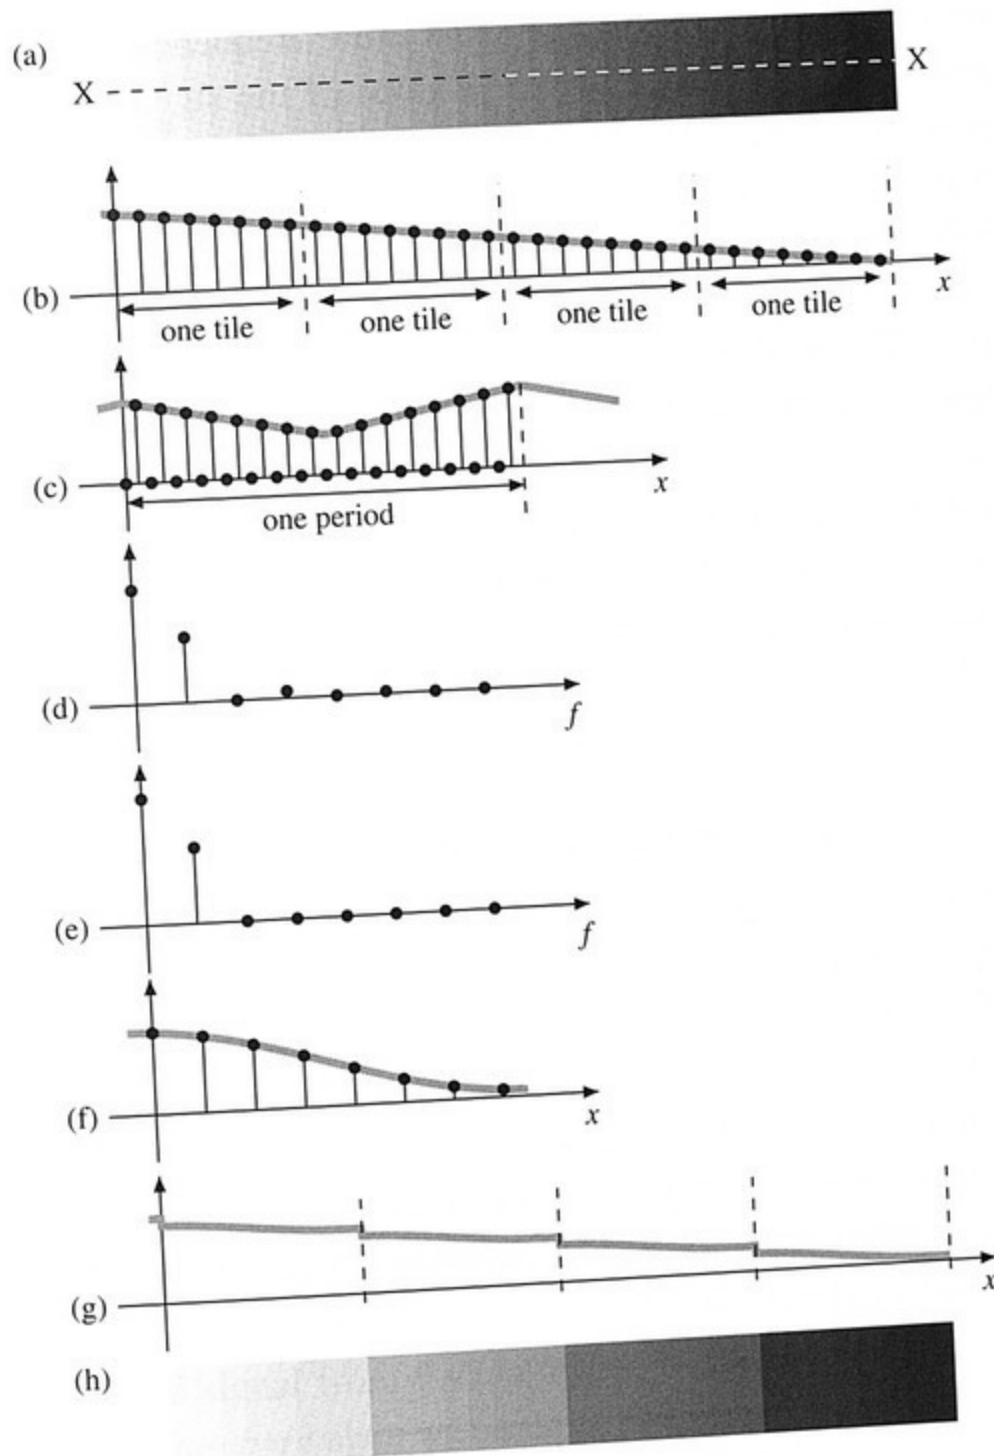 (a)
X
X
(b)
x
one tile
one tile
one tile
one tile
(c)
x
one period
(d)
f
(e)
f
(f)
x
(g)
x
(h)